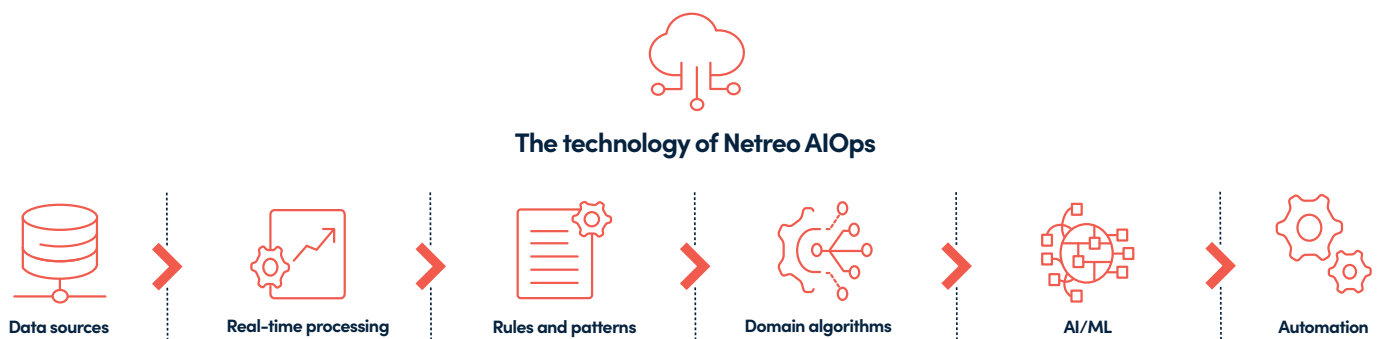 The technology of Netreo AIOps
Data sources
Real-time processing
Rules and patterns
Domain algorithms
AI/ML
Automation